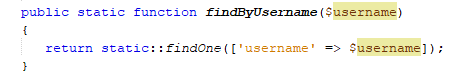 public static function findByUsername($username)
{
    return static::findOne(['username' => $username]);
}